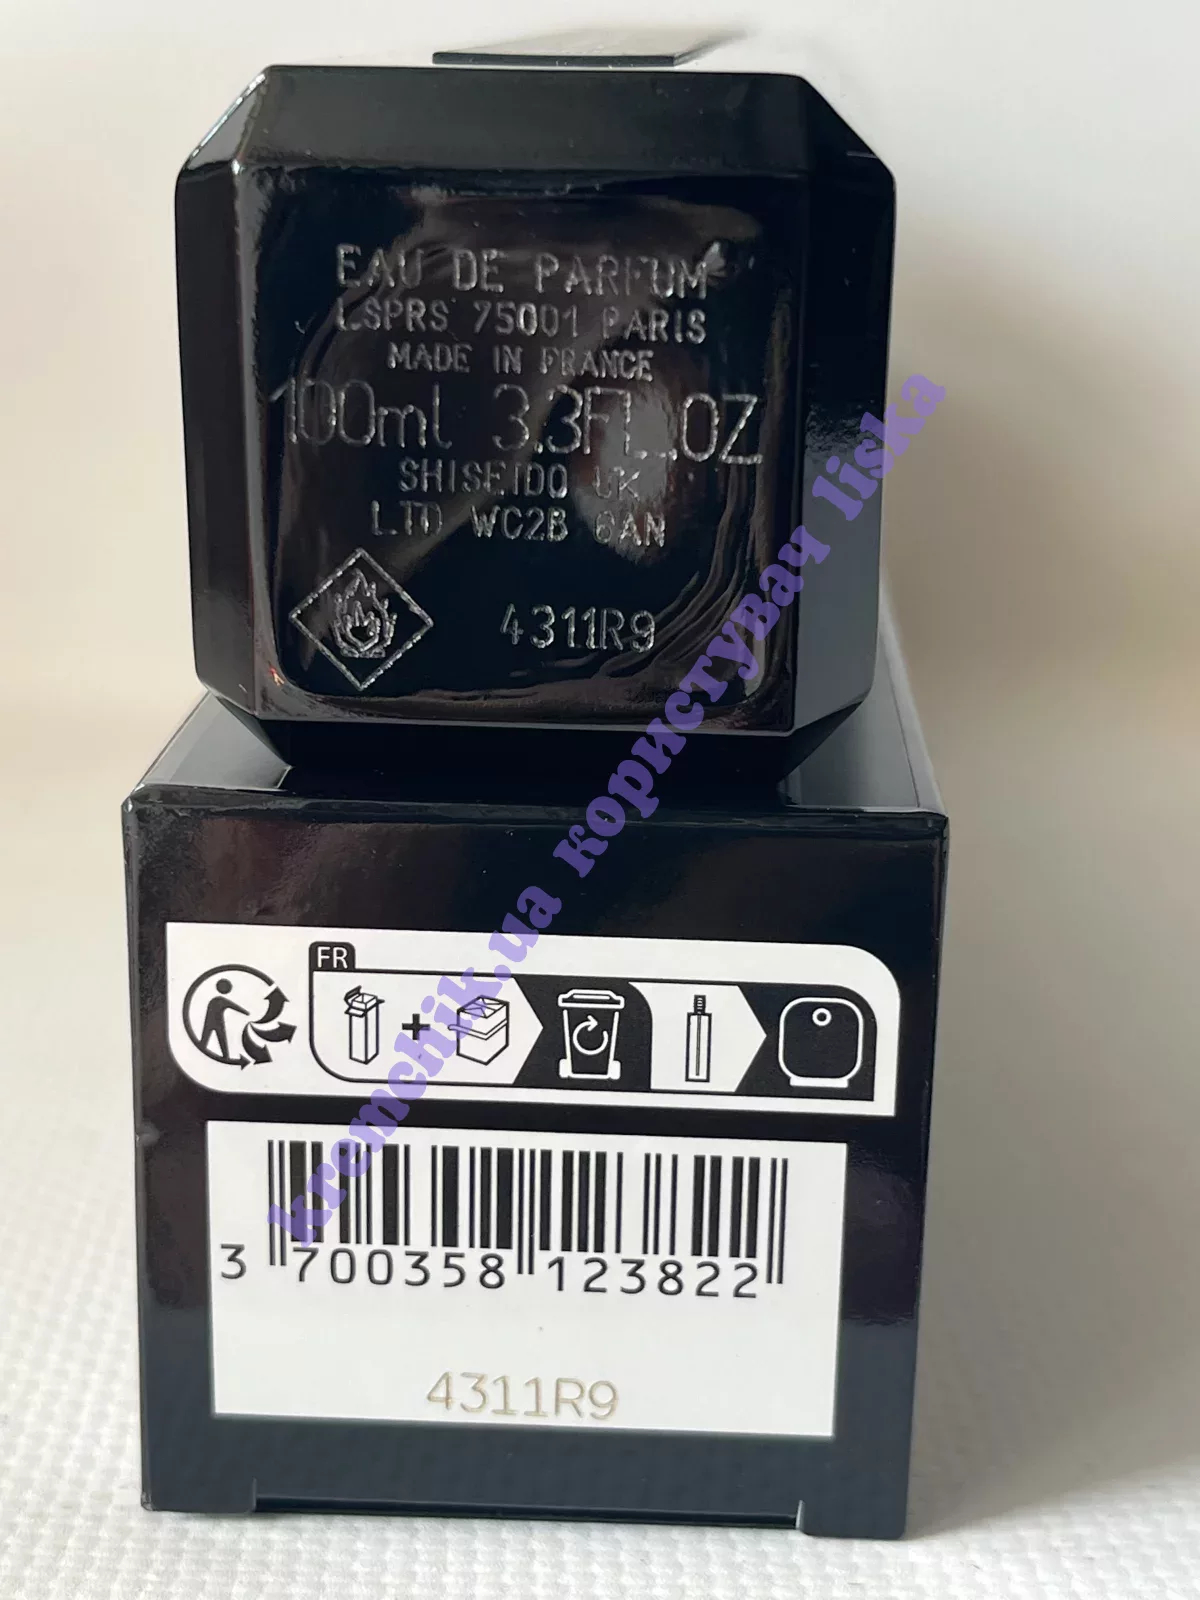 EAU DE PARFUM
LSPRS 75001 PARIS
MADE IN FRANCE
100ml 3.3FL.OZ
SHISEIDO UK
LTD WC2B 6AN
4311R9
kremchik.ua користувач liska
FR
3 700358 123822
4311R9